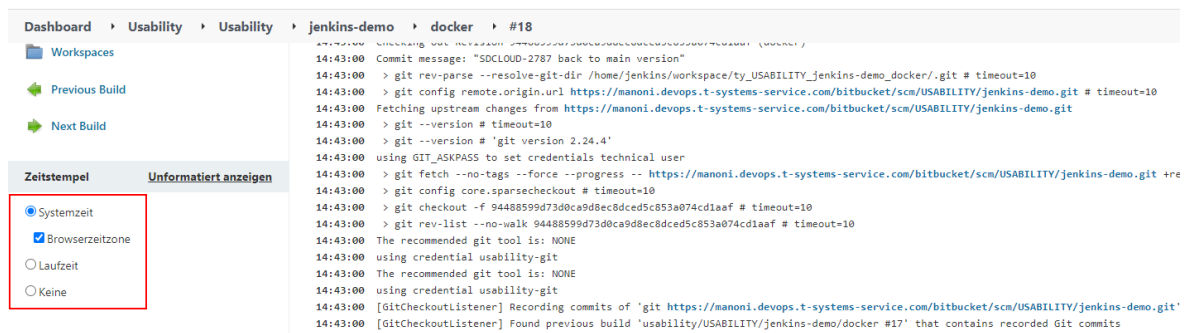 Dashboard ▸ Usability ▸ Usability ▸ jenkins-demo ▸ docker ▸ #18
Workspaces
Previous Build
Next Build
Zeitstempel Unformatiert anzeigen
Systemzeit
Browserzeitzone
Laufzeit
Keine
14:43:00 Commit message: "SDCLOUD-2787 back to main version"
14:43:00 > git rev-parse --resolve-git-dir /home/jenkins/workspace/ty_USABILITY_jenkins-demo_docker/.git # timeout=10
14:43:00 > git config remote.origin.url https://manoni.devops.t-systems-service.com/bitbucket/scm/USABILITY/jenkins-demo.git # timeout=10
14:43:00 Fetching upstream changes from https://manoni.devops.t-systems-service.com/bitbucket/scm/USABILITY/jenkins-demo.git
14:43:00 > git --version # timeout=10
14:43:00 > git --version # 'git version 2.24.4'
14:43:00 using GIT_ASKPASS to set credentials technical user
14:43:00 > git fetch --no-tags --force --progress -- https://manoni.devops.t-systems-service.com/bitbucket/scm/USABILITY/jenkins-demo.git +re
14:43:00 > git config core.sparsecheckout # timeout=10
14:43:00 > git checkout -f 94488599d73d0ca9d8ec8dced5c853a074cd1aaf # timeout=10
14:43:00 > git rev-list --no-walk 94488599d73d0ca9d8ec8dced5c853a074cd1aaf # timeout=10
14:43:00 The recommended git tool is: NONE
14:43:00 using credential usability-git
14:43:00 The recommended git tool is: NONE
14:43:00 using credential usability-git
14:43:00 [GitCheckoutListener] Recording commits of 'git https://manoni.devops.t-systems-service.com/bitbucket/scm/USABILITY/jenkins-demo.git'
14:43:00 [GitCheckoutListener] Found previous build 'usability/USABILITY/jenkins-demo/docker #17' that contains recorded Git commits